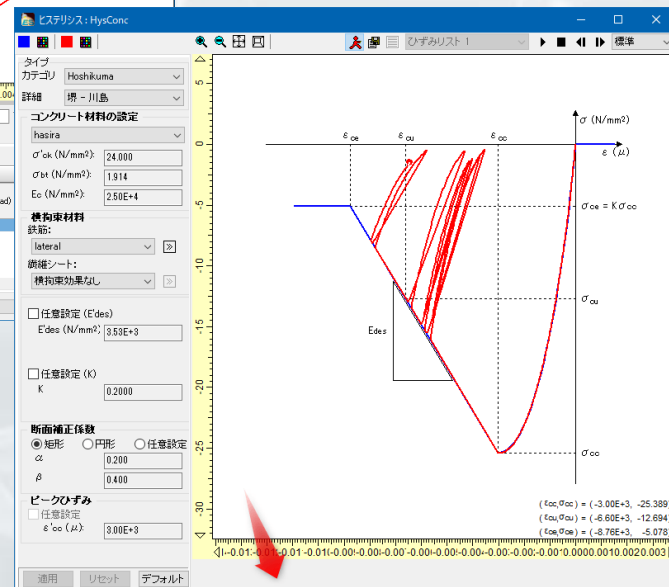 ヒステリシス : HysConc
ひずみリスト 1
標準
タイプ
カテゴリ Hoshikuma
詳細 堺 - 川島
コンクリート材料の設定
hasira
σ'ck (N/mm2): 24.000
σbt (N/mm2): 1.914
Ec (N/mm2): 2.50E+4
横拘束材料
鉄筋:
lateral
繊維シート:
横拘束効果なし
任意設定 (E'des)
E'des (N/mm2) 3.53E+3
任意設定 (K)
K 0.2000
断面補正係数
矩形 円形 任意設定
α 0.200
β 0.400
ピークひずみ
任意設定
ε'cc (μ): 3.00E+3
適用 リセット デフォルト
σ (N/mm2)
ε (μ)
εce εcu εcc
σce = Kσcc
σcu
Edes
σcc
(εcc,σcc) = (-3.00E+3, -25.389)
(εcu,σcu) = (-6.60E+3, -12.694)
(εce,σce) = (-8.76E+3, -5.078)
5
0
-5
-10
-15
-20
-25
-30
ad)